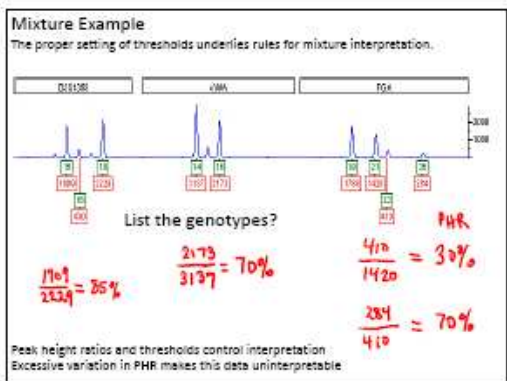 Mixture Example
The proper setting of thresholds underlies rules for mixture interpretation.
vWA
FGA
List the genotypes?
PHR
1909/2229 = 85%
2173/3137 = 70%
410/1420 = 30%
284/410 = 70%
Peak height ratios and thresholds control interpretation
Excessive variation in PHR makes this data uninterpretable